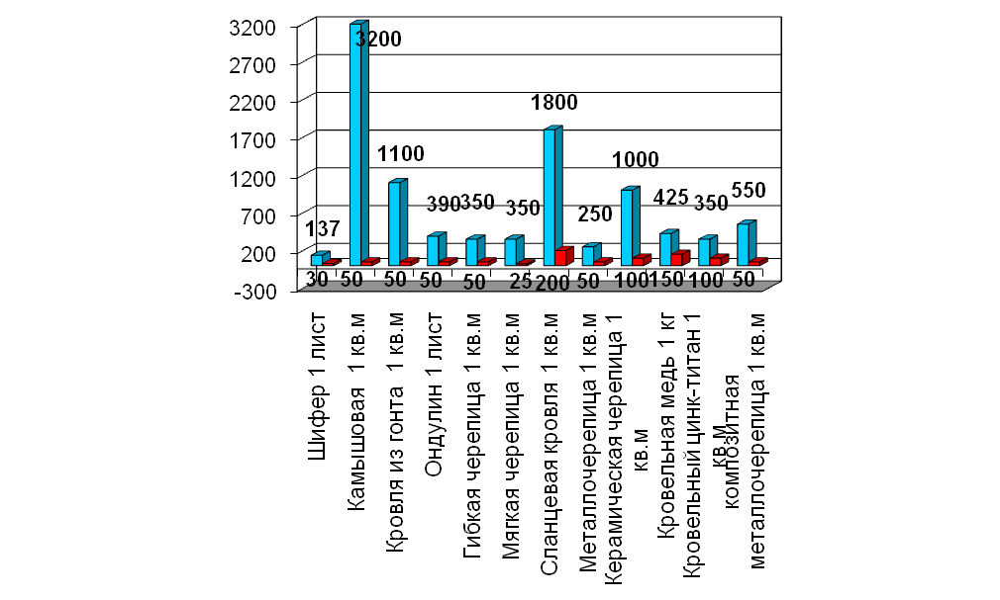 3200
2700
2200
1700
1200
700
200
-300
137
3200
1100
390
350
350
1800
250
1000
425
350
550
30
50
50
50
50
25
200
50
100
150
100
50
Шифер 1 лист
Камышовая 1 кв.м
Кровля из гонта 1 кв.м
Ондулин 1 лист
Гибкая черепица 1 кв.м
Мягкая черепица 1 кв.м
Сланцевая кровля 1 кв.м
Металлочерепица 1 кв.м
Керамическая черепица 1
кв.м
Кровельная медь 1 кг
Кровельный цинк-титан 1
кв.м
композитная
металлочерепица 1 кв.м